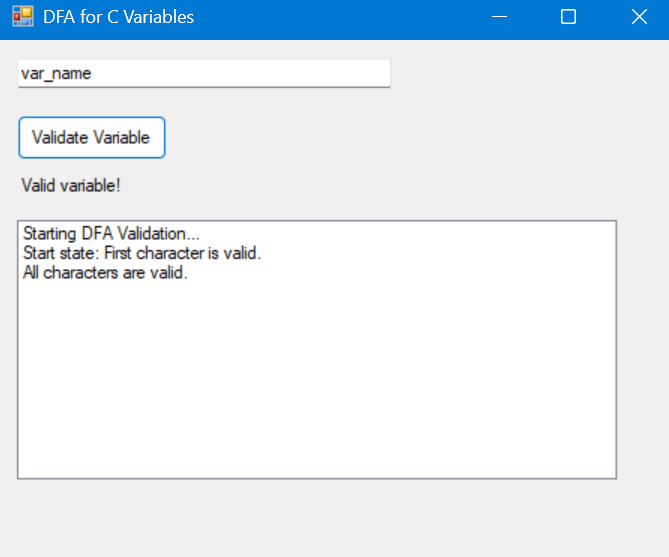 DFA for C Variables
var_name
Validate Variable
Valid variable!
Starting DFA Validation...
Start state: First character is valid.
All characters are valid.